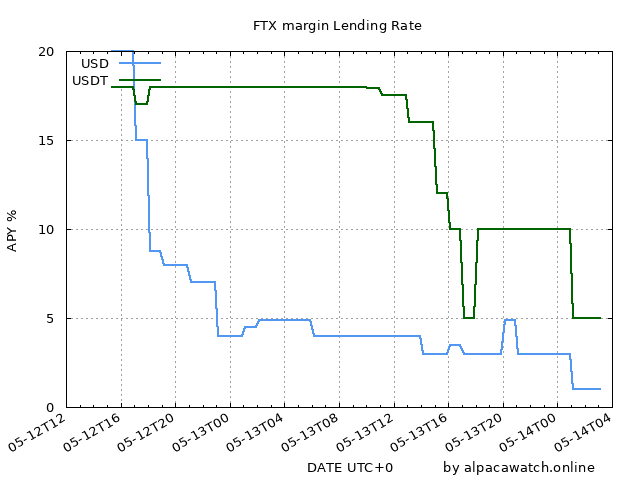 FTX margin Lending Rate
20
USD
USDT
15
APY %
10
5
0
05-12T12
05-12T16
05-12T20
05-13T00
05-13T04
05-13T08
05-13T12
05-13T16
05-13T20
05-14T00
05-14T04
DATE UTC+0
by alpacawatch.online